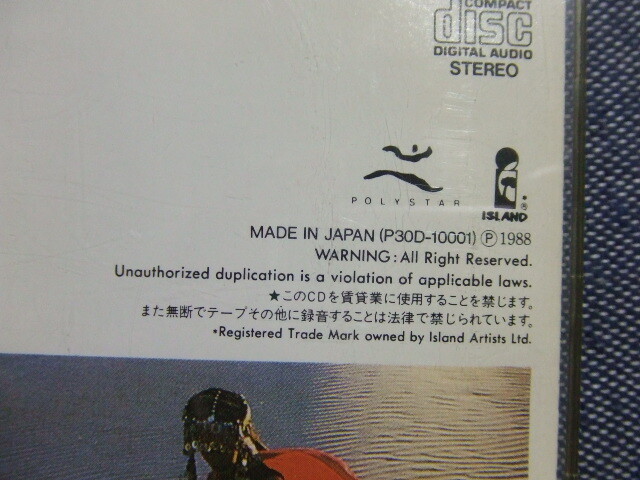 COMPACT
disc
DIGITAL AUDIO
STEREO
POLYSTAR
ISLAND
®
MADE IN JAPAN (P30D-10001) Ⓟ 1988
WARNING: All Right Reserved.
Unauthorized duplication is a violation of applicable laws.
★このCDを賃貸業に使用することを禁じます。
また無断でテープその他に録音することは法律で禁じられています。
*Registered Trade Mark owned by Island Artists Ltd.